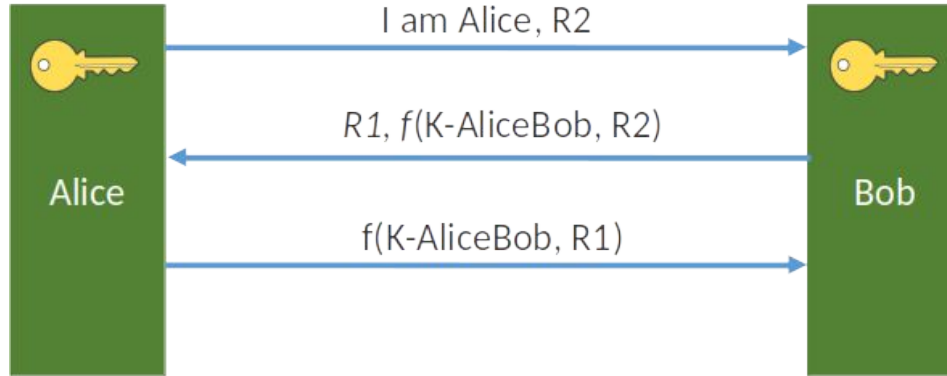 I am Alice, R2
R1, f(K-AliceBob, R2)
Alice
Bob
f(K-AliceBob, R1)